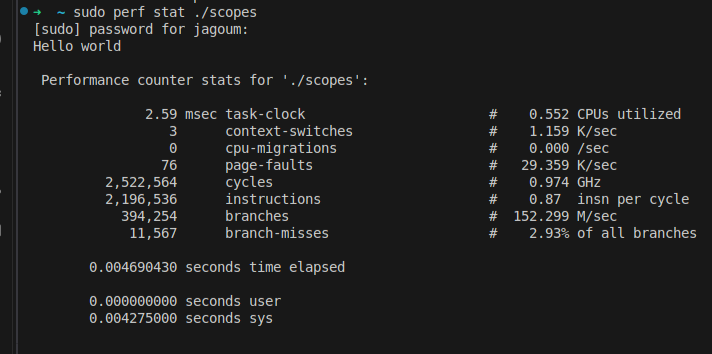 ➜  ~ sudo perf stat ./scopes
[sudo] password for jagoum:
Hello world
Performance counter stats for './scopes':
2.59 msec task-clock # 0.552 CPUs utilized
3 context-switches # 1.159 K/sec
0 cpu-migrations # 0.000 /sec
76 page-faults # 29.359 K/sec
2,522,564 cycles # 0.974 GHz
2,196,536 instructions # 0.87 insn per cycle
394,254 branches # 152.299 M/sec
11,567 branch-misses # 2.93% of all branches
0.004690430 seconds time elapsed
0.000000000 seconds user
0.004275000 seconds sys